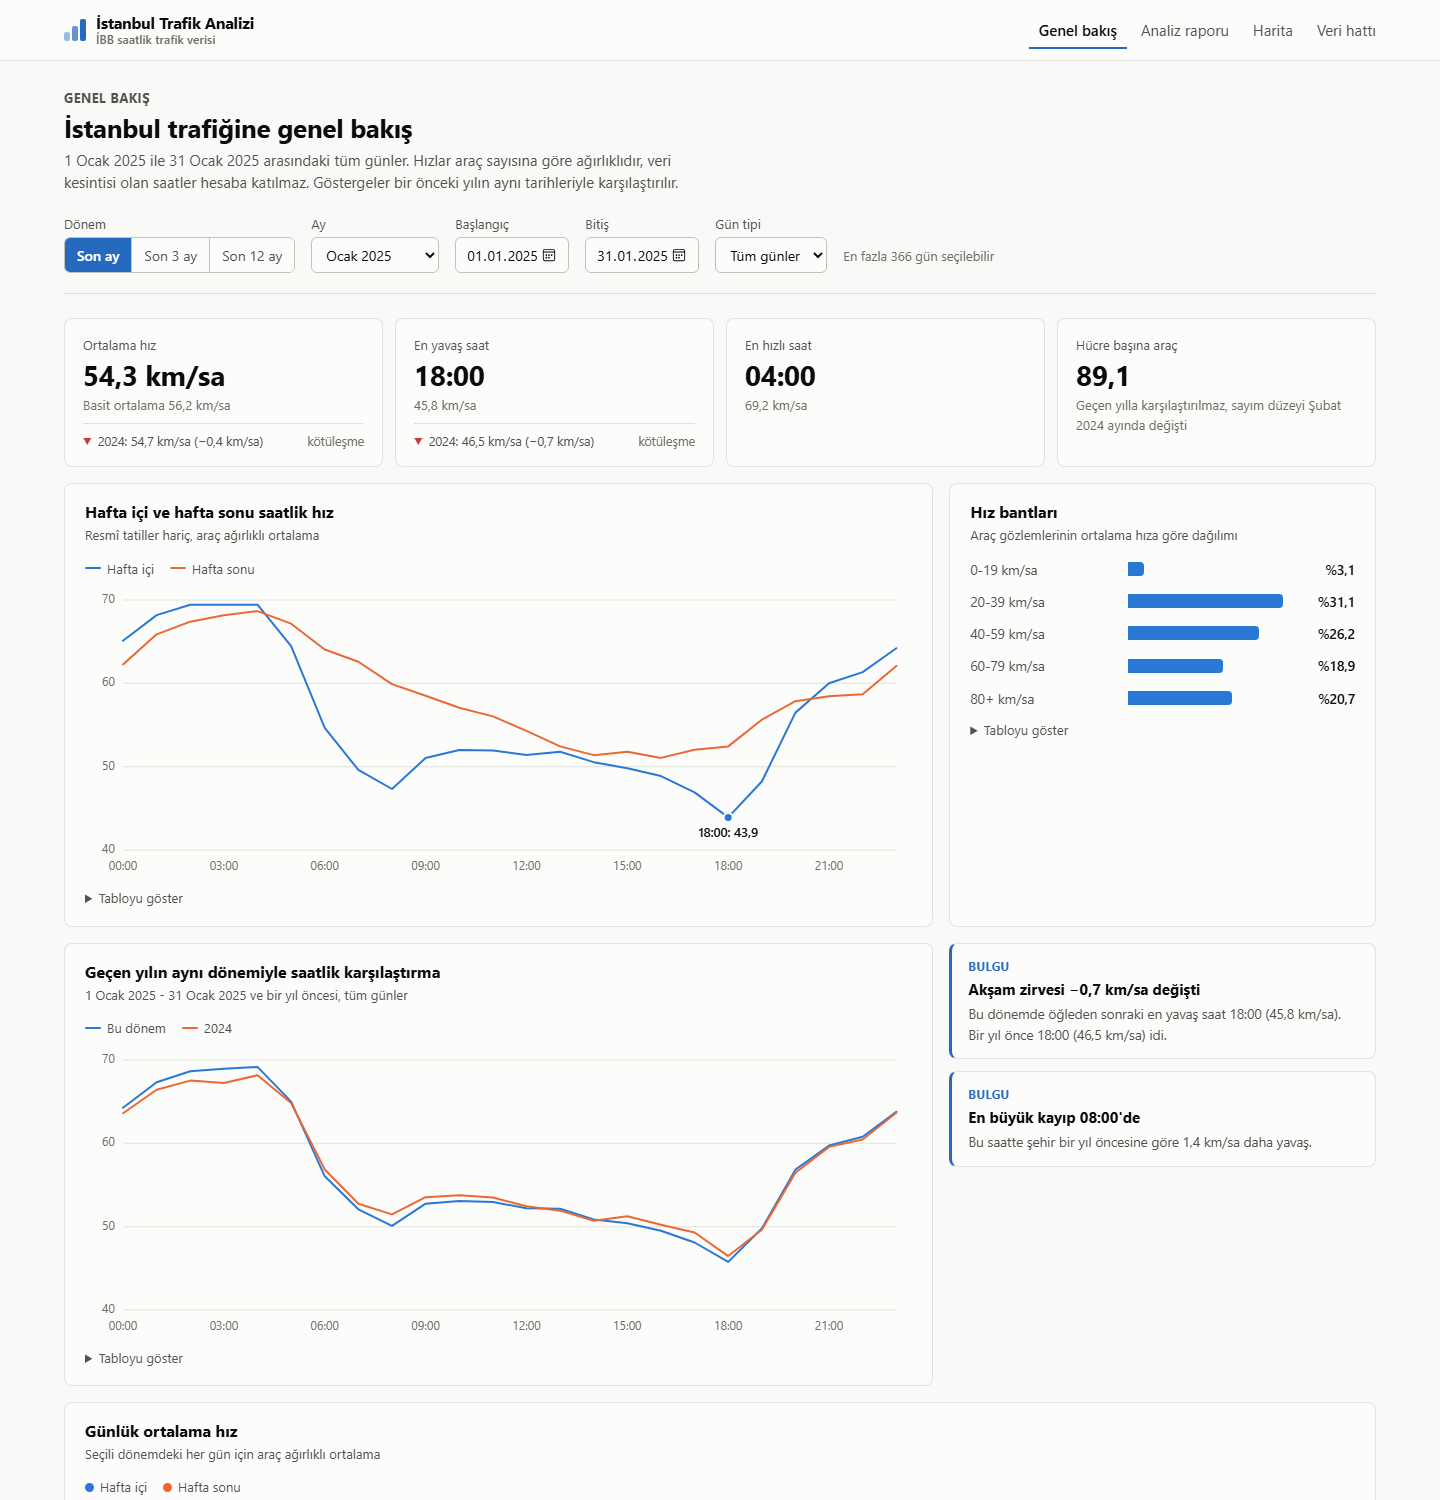 İstanbul Trafik Analizi
İBB saatlik trafik verisi
Genel bakış
Analiz raporu
Harita
Veri hattı
GENEL BAKIŞ
İstanbul trafiğine genel bakış
1 Ocak 2025 ile 31 Ocak 2025 arasındaki tüm günler. Hızlar araç sayısına göre ağırlıklıdır, veri
kesintisi olan saatler hesaba katılmaz. Göstergeler bir önceki yılın aynı tarihleriyle karşılaştırılır.
Dönem
Son ay
Son 3 ay
Son 12 ay
Ay
Ocak 2025
Başlangıç
01.01.2025
Bitiş
31.01.2025
Gün tipi
Tüm günler
En fazla 366 gün seçilebilir
Ortalama hız
54,3 km/sa
Basit ortalama 56,2 km/sa
▼ 2024: 54,7 km/sa (−0,4 km/sa)
kötüleşme
En yavaş saat
18:00
45,8 km/sa
▼ 2024: 46,5 km/sa (−0,7 km/sa)
kötüleşme
En hızlı saat
04:00
69,2 km/sa
Hücre başına araç
89,1
Geçen yılla karşılaştırılmaz, sayım düzeyi Şubat
2024 ayında değişti
Hafta içi ve hafta sonu saatlik hız
Resmî tatiller hariç, araç ağırlıklı ortalama
Hafta içi
Hafta sonu
70
60
50
40
18:00: 43,9
00:00
03:00
06:00
09:00
12:00
15:00
18:00
21:00
▶ Tabloyu göster
Hız bantları
Araç gözlemlerinin ortalama hıza göre dağılımı
0-19 km/sa
%3,1
20-39 km/sa
%31,1
40-59 km/sa
%26,2
60-79 km/sa
%18,9
80+ km/sa
%20,7
▶ Tabloyu göster
Geçen yılın aynı dönemiyle saatlik karşılaştırma
1 Ocak 2025 - 31 Ocak 2025 ve bir yıl öncesi, tüm günler
Bu dönem
2024
70
60
50
40
00:00
03:00
06:00
09:00
12:00
15:00
18:00
21:00
▶ Tabloyu göster
BULGU
Akşam zirvesi −0,7 km/sa değişti
Bu dönemde öğleden sonraki en yavaş saat 18:00 (45,8 km/sa).
Bir yıl önce 18:00 (46,5 km/sa) idi.
BULGU
En büyük kayıp 08:00'de
Bu saatte şehir bir yıl öncesine göre 1,4 km/sa daha yavaş.
Günlük ortalama hız
Seçili dönemdeki her gün için araç ağırlıklı ortalama
Hafta içi
Hafta sonu